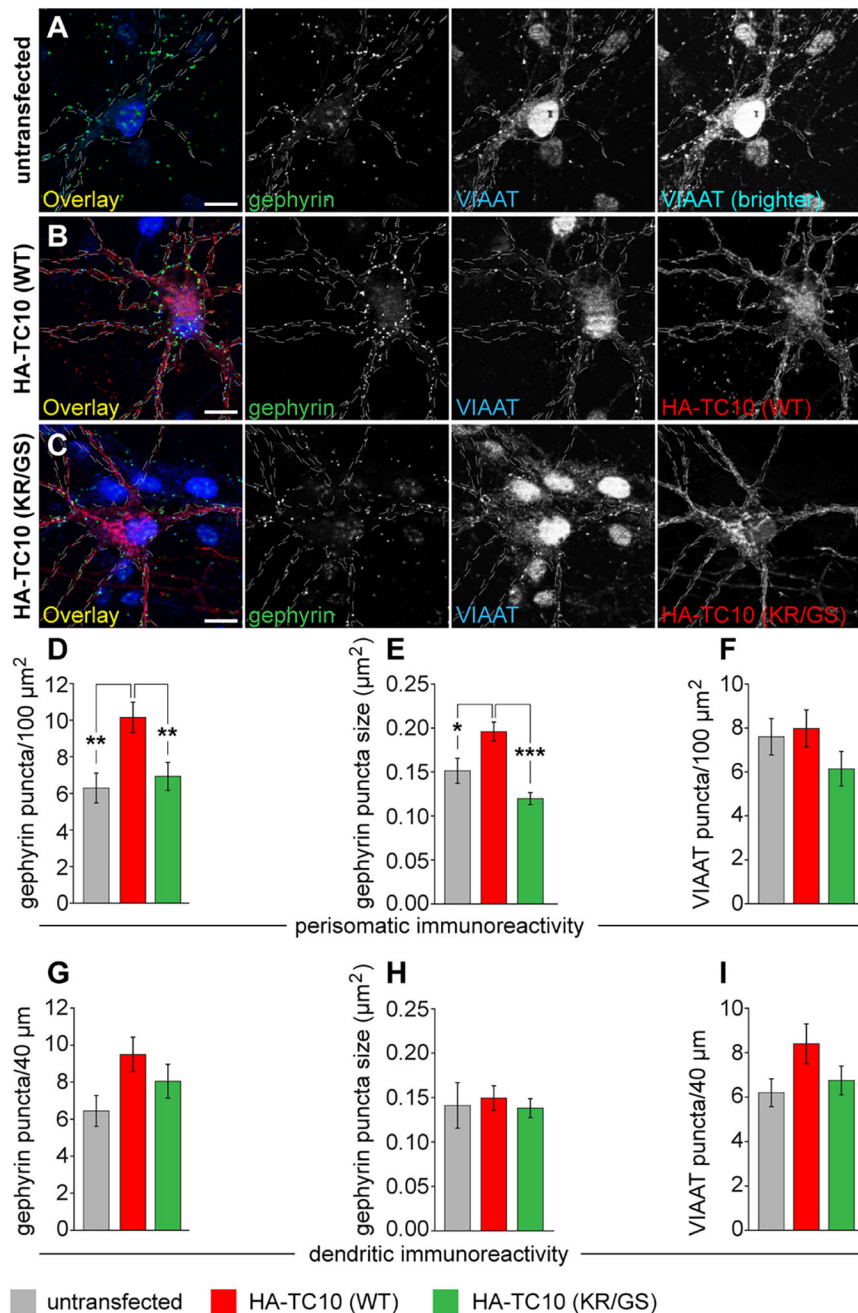 A
untransfected
Overlay
gephyrin
VIAAT
VIAAT (brighter)
B
HA-TC10 (WT)
Overlay
gephyrin
VIAAT
HA-TC10 (WT)
C
HA-TC10 (KR/GS)
Overlay
gephyrin
VIAAT
HA-TC10 (KR/GS)
D
gephyrin puncta/100 µm²
12
10
8
6
4
2
0
**
**
E
gephyrin puncta size (µm²)
0.25
0.20
0.15
0.10
0.05
0.00
*
***
F
VIAAT puncta/100 µm²
10
8
6
4
2
0
perisomatic immunoreactivity
G
gephyrin puncta/40 µm
12
10
8
6
4
2
0
H
gephyrin puncta size (µm²)
0.25
0.20
0.15
0.10
0.05
0.00
I
VIAAT puncta/40 µm
10
8
6
4
2
0
dendritic immunoreactivity
untransfected
HA-TC10 (WT)
HA-TC10 (KR/GS)